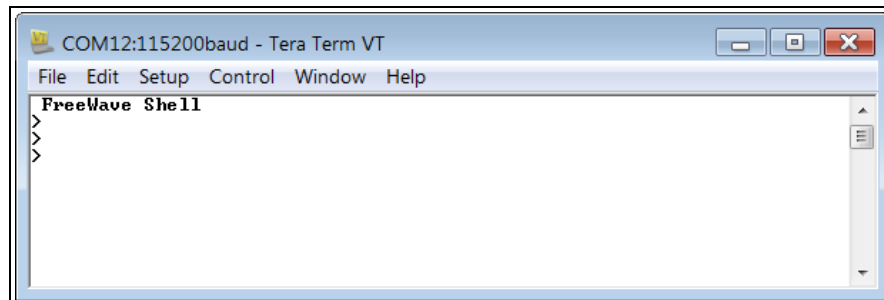 COM12:115200baud - Tera Term VT
File Edit Setup Control Window Help
FreeWave Shell
>
>
>